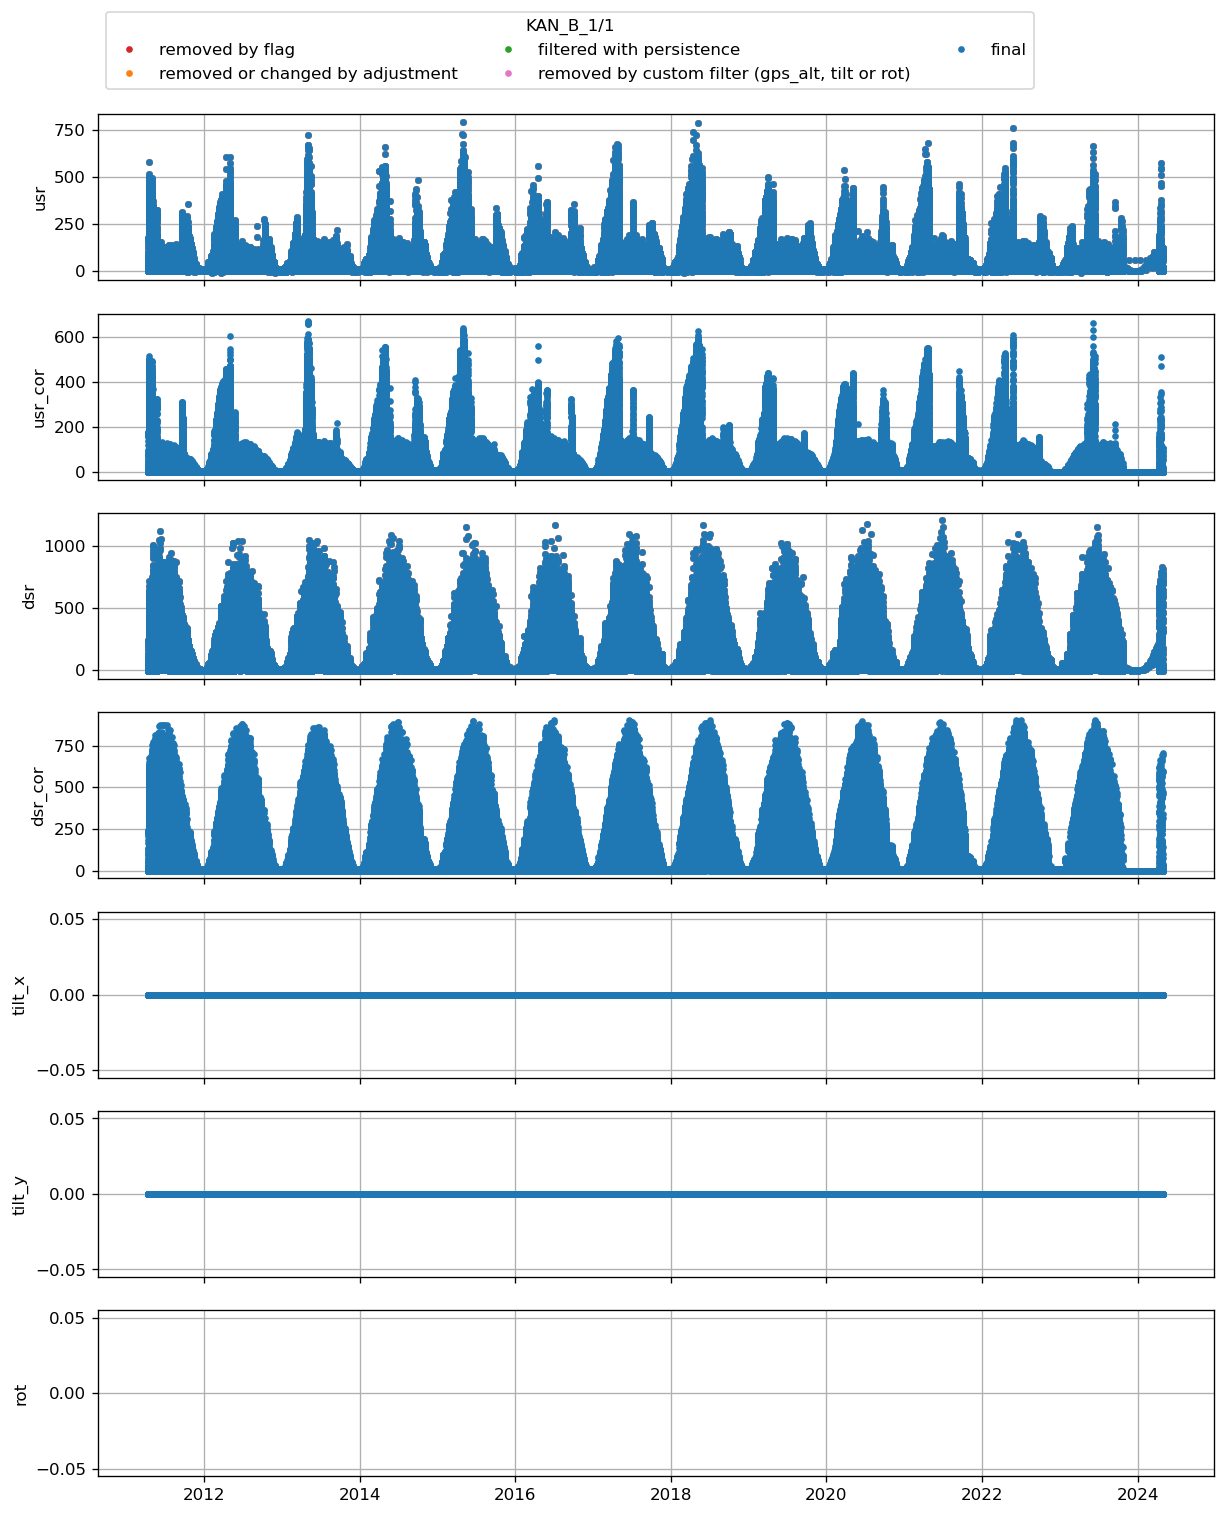 KAN_B_1/1
removed by flag
removed or changed by adjustment
filtered with persistence
removed by custom filter (gps_alt, tilt or rot)
final
usr
750
500
250
0
usr_cor
600
400
200
0
dsr
1000
500
0
dsr_cor
750
500
250
0
tilt_x
0.05
0.00
−0.05
tilt_y
0.05
0.00
−0.05
rot
0.05
0.00
−0.05
2012 2014 2016 2018 2020 2022 2024